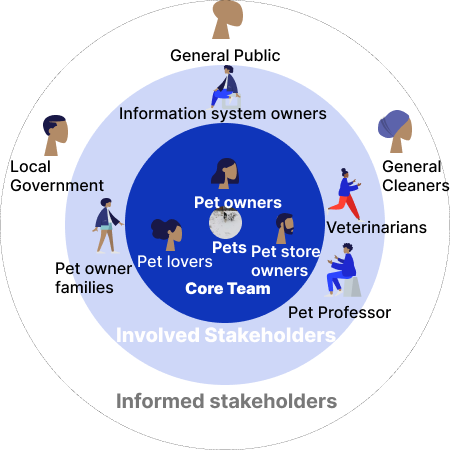 General Public
Information system owners
Local
Government
General
Cleaners
Pet owners
Veterinarians
Pets
Pet lovers
Pet store
owners
Pet owner
families
Core Team
Pet Professor
Involved Stakeholders
Informed stakeholders